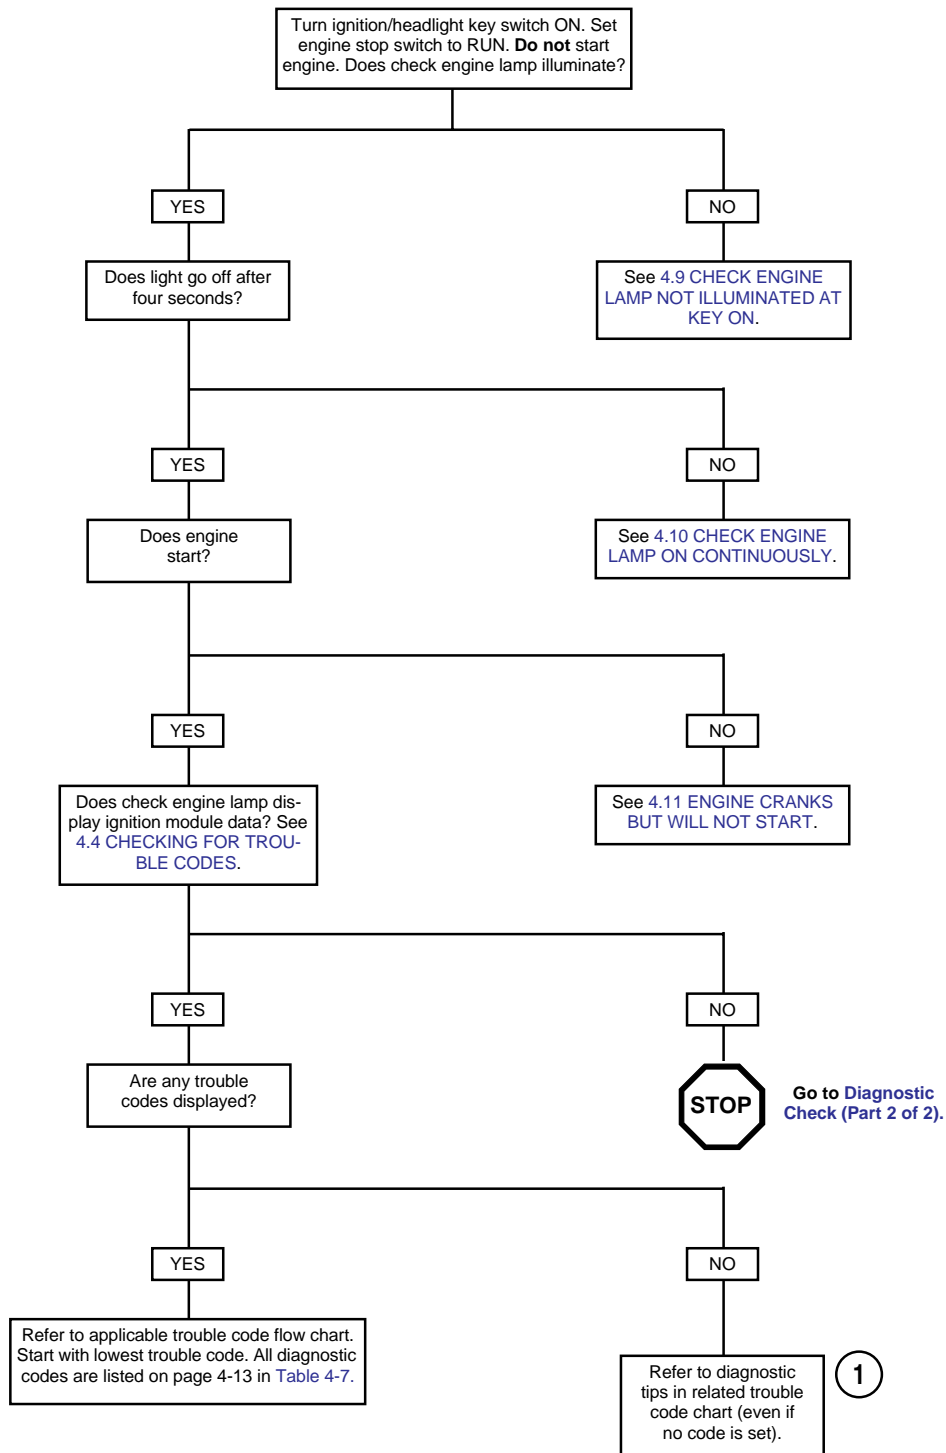 Turn ignition/headlight key switch ON. Set
engine stop switch to RUN. Do not start
engine. Does check engine lamp illuminate?
YES
NO
Does light go off after
four seconds?
See 4.9 CHECK ENGINE
LAMP NOT ILLUMINATED AT
KEY ON.
YES
NO
Does engine
start?
See 4.10 CHECK ENGINE
LAMP ON CONTINUOUSLY.
YES
NO
Does check engine lamp dis-
play ignition module data? See
4.4 CHECKING FOR TROU-
BLE CODES.
See 4.11 ENGINE CRANKS
BUT WILL NOT START.
YES
NO
Are any trouble
codes displayed?
STOP
Go to Diagnostic
Check (Part 2 of 2).
YES
NO
Refer to applicable trouble code flow chart.
Start with lowest trouble code. All diagnostic
codes are listed on page 4-13 in Table 4-7.
Refer to diagnostic
tips in related trouble
code chart (even if
no code is set).
1